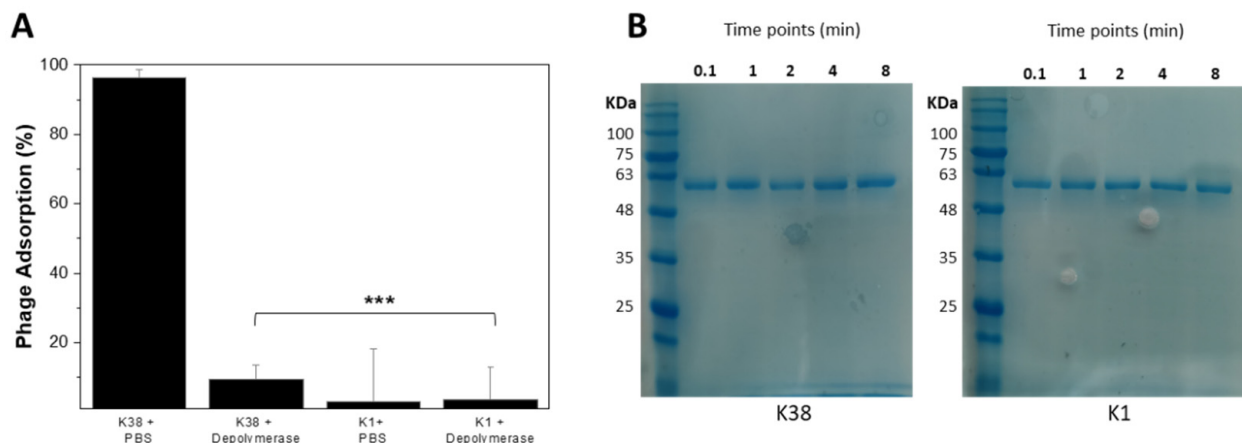 A
Phage Adsorption (%)
100
80
60
40
20
***
K38 +
PBS
K38 +
Depolymerase
K1+
PBS
K1 +
Depolymerase
B
Time points (min)
0.1 1 2 4 8
KDa
100
75
63
48
35
25
K38
Time points (min)
0.1 1 2 4 8
KDa
100
75
63
48
35
25
K1